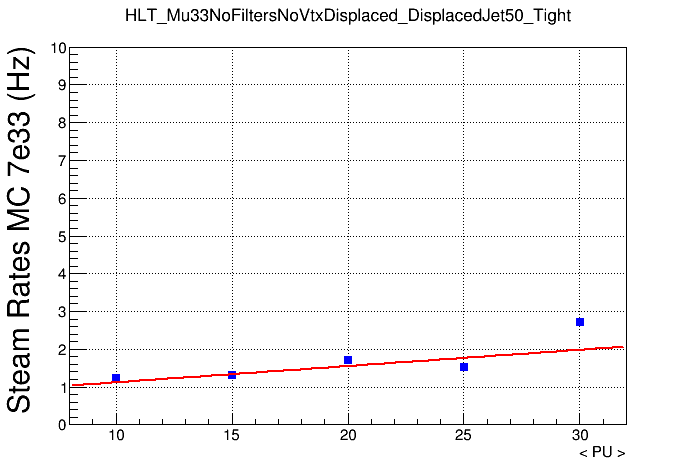 HLT_Mu33NoFiltersNoVtxDisplaced_DisplacedJet50_Tight
Steam Rates MC 7e33 (Hz)
10
9
8
7
6
5
4
3
2
1
0
10 15 20 25 30
< PU >